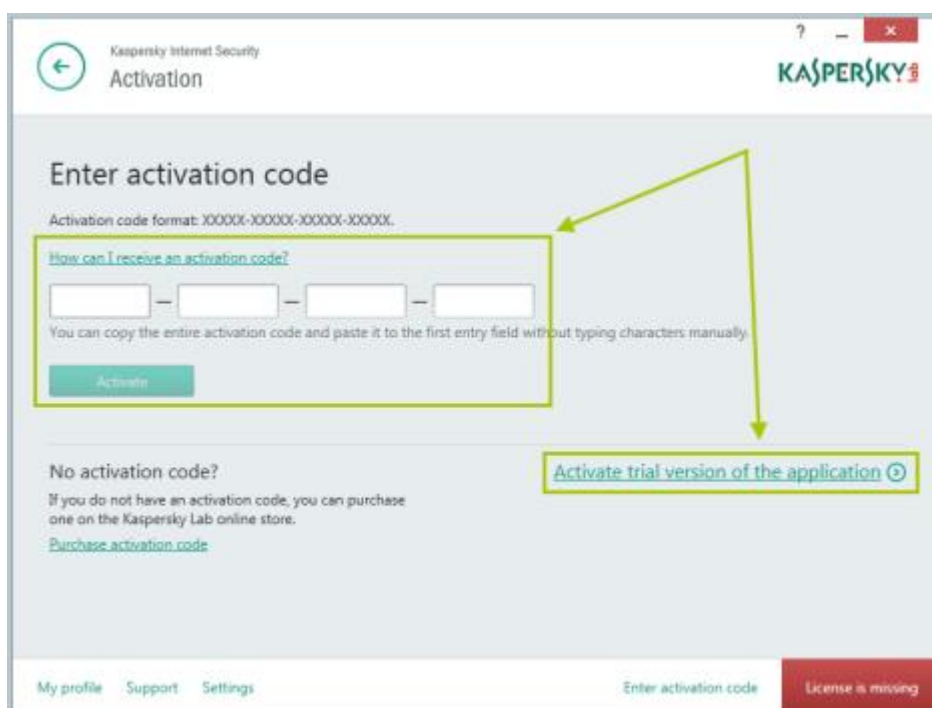 Kaspersky Internet Security
Activation
? _ ×
KASPERSKY LAB
Enter activation code
Activation code format: XXXXX-XXXXX-XXXXX-XXXXX.
How can I receive an activation code?
You can copy the entire activation code and paste it to the first entry field without typing characters manually.
Activate
No activation code?
Activate trial version of the application
If you do not have an activation code, you can purchase
one on the Kaspersky Lab online store.
Purchase activation code
My profile Support Settings Enter activation code License is missing